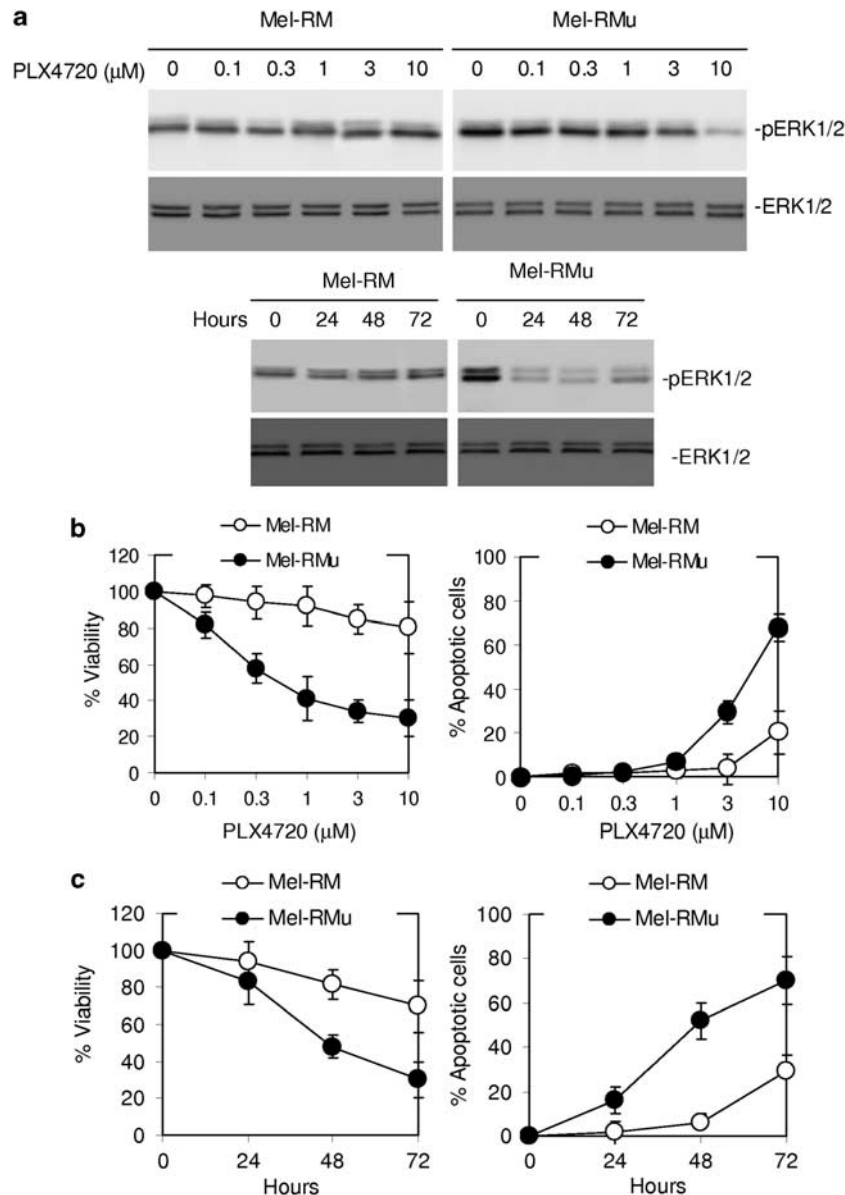 a
Mel-RM Mel-RMu
PLX4720 (µM) 0 0.1 0.3 1 3 10 0 0.1 0.3 1 3 10
-pERK1/2
-ERK1/2
Mel-RM Mel-RMu
Hours 0 24 48 72 0 24 48 72
-pERK1/2
-ERK1/2
b
Mel-RM
Mel-RMu
120
100
80
60
40
20
0
% Viability
0 0.1 0.3 1 3 10
PLX4720 (µM)
Mel-RM
Mel-RMu
100
80
60
40
20
0
% Apoptotic cells
0 0.1 0.3 1 3 10
PLX4720 (µM)
c
Mel-RM
Mel-RMu
120
100
80
60
40
20
0
% Viability
0 24 48 72
Hours
Mel-RM
Mel-RMu
100
80
60
40
20
0
% Apoptotic cells
0 24 48 72
Hours